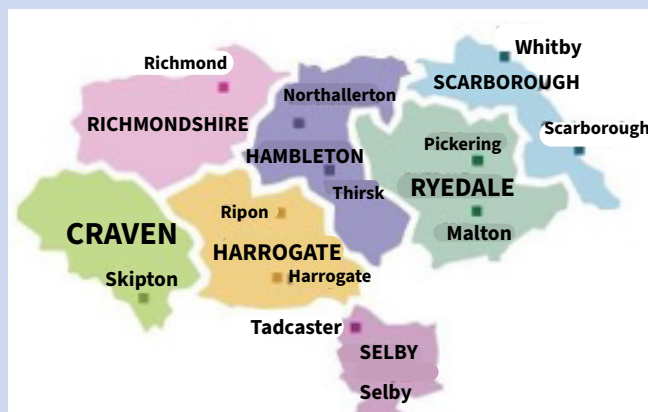 Whitby
Richmond
SCARBOROUGH
Northallerton
RICHMONDSHIRE
Scarborough
Pickering
HAMBLETON
RYEDALE
Thirsk
Ripon
CRAVEN
Malton
HARROGATE
Skipton
Harrogate
Tadcaster
SELBY
Selby